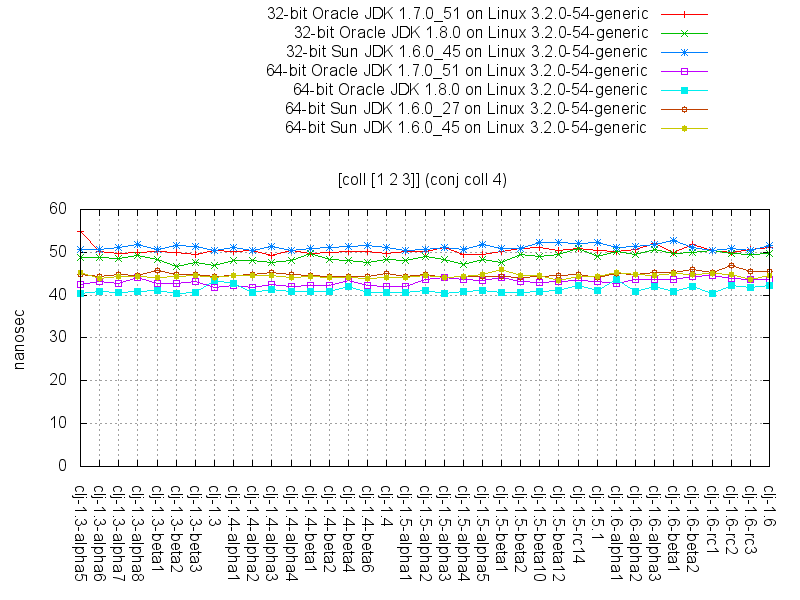 32-bit Oracle JDK 1.7.0_51 on Linux 3.2.0-54-generic
32-bit Oracle JDK 1.8.0 on Linux 3.2.0-54-generic
32-bit Sun JDK 1.6.0_45 on Linux 3.2.0-54-generic
64-bit Oracle JDK 1.7.0_51 on Linux 3.2.0-54-generic
64-bit Oracle JDK 1.8.0 on Linux 3.2.0-54-generic
64-bit Sun JDK 1.6.0_27 on Linux 3.2.0-54-generic
64-bit Sun JDK 1.6.0_45 on Linux 3.2.0-54-generic
[coll [1 2 3]] (conj coll 4)
nanosec
60
50
40
30
20
10
0
clj-1.3-alpha5
clj-1.3-alpha6
clj-1.3-alpha7
clj-1.3-alpha8
clj-1.3-beta1
clj-1.3-beta2
clj-1.3-beta3
clj-1.3
clj-1.4-alpha1
clj-1.4-alpha2
clj-1.4-alpha3
clj-1.4-alpha4
clj-1.4-beta1
clj-1.4-beta2
clj-1.4-beta4
clj-1.4-beta6
clj-1.4
clj-1.5-alpha1
clj-1.5-alpha2
clj-1.5-alpha3
clj-1.5-alpha4
clj-1.5-alpha5
clj-1.5-beta1
clj-1.5-beta2
clj-1.5-beta10
clj-1.5-beta12
clj-1.5-rc14
clj-1.5.1
clj-1.6-alpha1
clj-1.6-alpha2
clj-1.6-alpha3
clj-1.6-beta1
clj-1.6-beta2
clj-1.6-rc1
clj-1.6-rc2
clj-1.6-rc3
clj-1.6